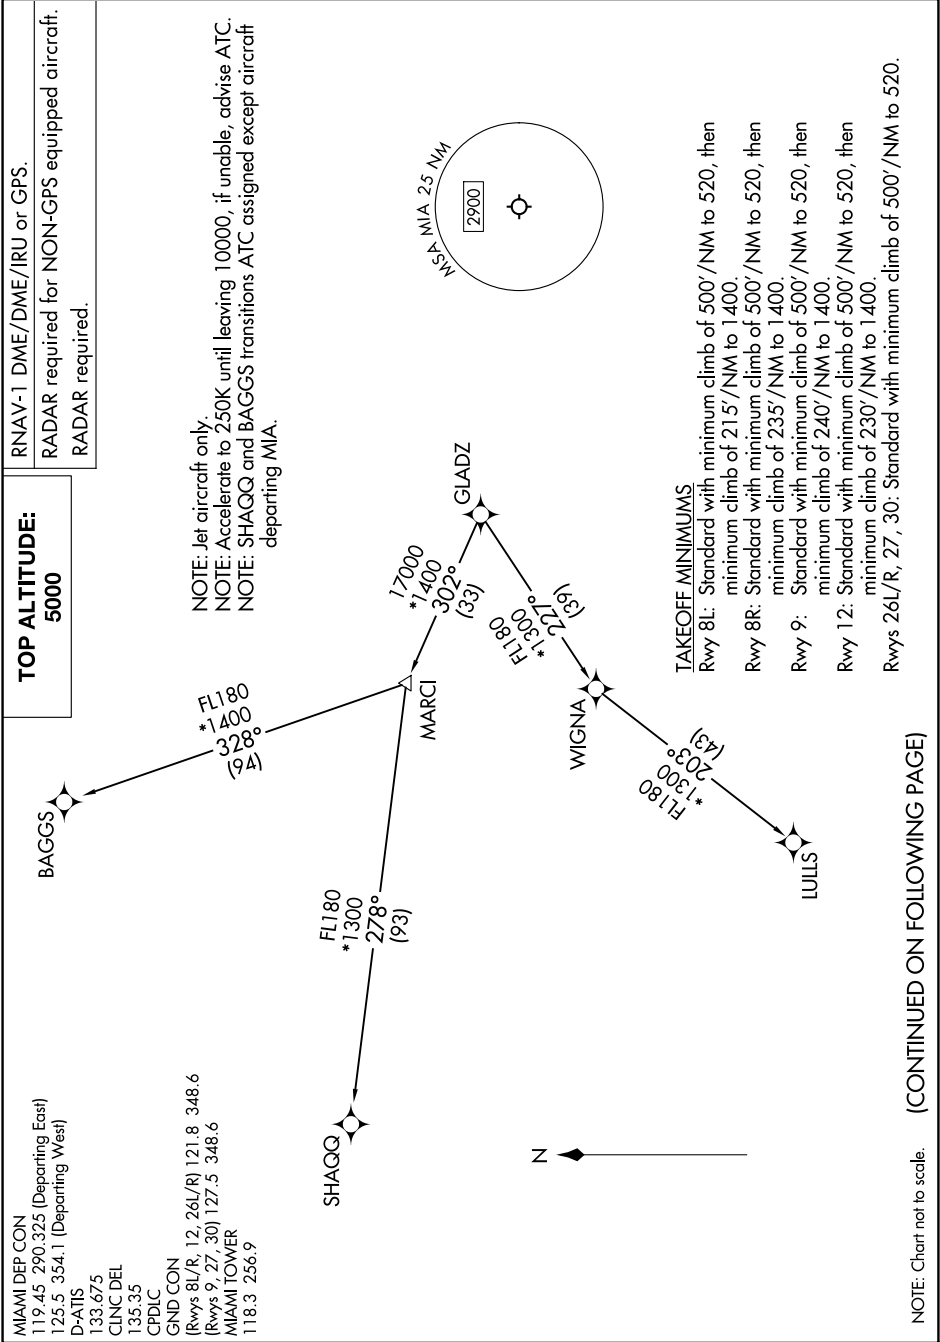 MIAMI DEP CON
119.45 290.325 (Departing East)
125.5 354.1 (Departing West)
D-ATIS
133.675
CLNC DEL
135.35
CPDLC
GND CON
(Rwys 8L/R, 12, 26L/R) 121.8 348.6
(Rwys 9, 27, 30) 127.5 348.6
MIAMI TOWER
118.3 256.9
TOP ALTITUDE:
5000
RNAV-1 DME/DME/IRU or GPS.
RADAR required for NON-GPS equipped aircraft.
RADAR required.
NOTE: Jet aircraft only.
NOTE: Accelerate to 250K until leaving 10000, if unable, advise ATC.
NOTE: SHAQQ and BAGGS transitions ATC assigned except aircraft
departing MIA.
BAGGS
FL180
*1400
328°
(94)
SHAQQ
FL180
*1300
278°
(93)
MARCI
17000
*1400
302°
(33)
GLADZ
FL180
*1300
227°
(39)
WIGNA
FL180
*1300
203°
(43)
LULLS
MSA MIA 25 NM
2900
N
TAKEOFF MINIMUMS
Rwy 8L: Standard with minimum climb of 500'/NM to 520, then
minimum climb of 215'/NM to 1400.
Rwy 8R: Standard with minimum climb of 500'/NM to 520, then
minimum climb of 235'/NM to 1400.
Rwy 9: Standard with minimum climb of 500'/NM to 520, then
minimum climb of 240'/NM to 1400.
Rwy 12: Standard with minimum climb of 500'/NM to 520, then
minimum climb of 230'/NM to 1400.
Rwys 26L/R, 27, 30: Standard with minimum climb of 500'/NM to 520.
NOTE: Chart not to scale.
(CONTINUED ON FOLLOWING PAGE)